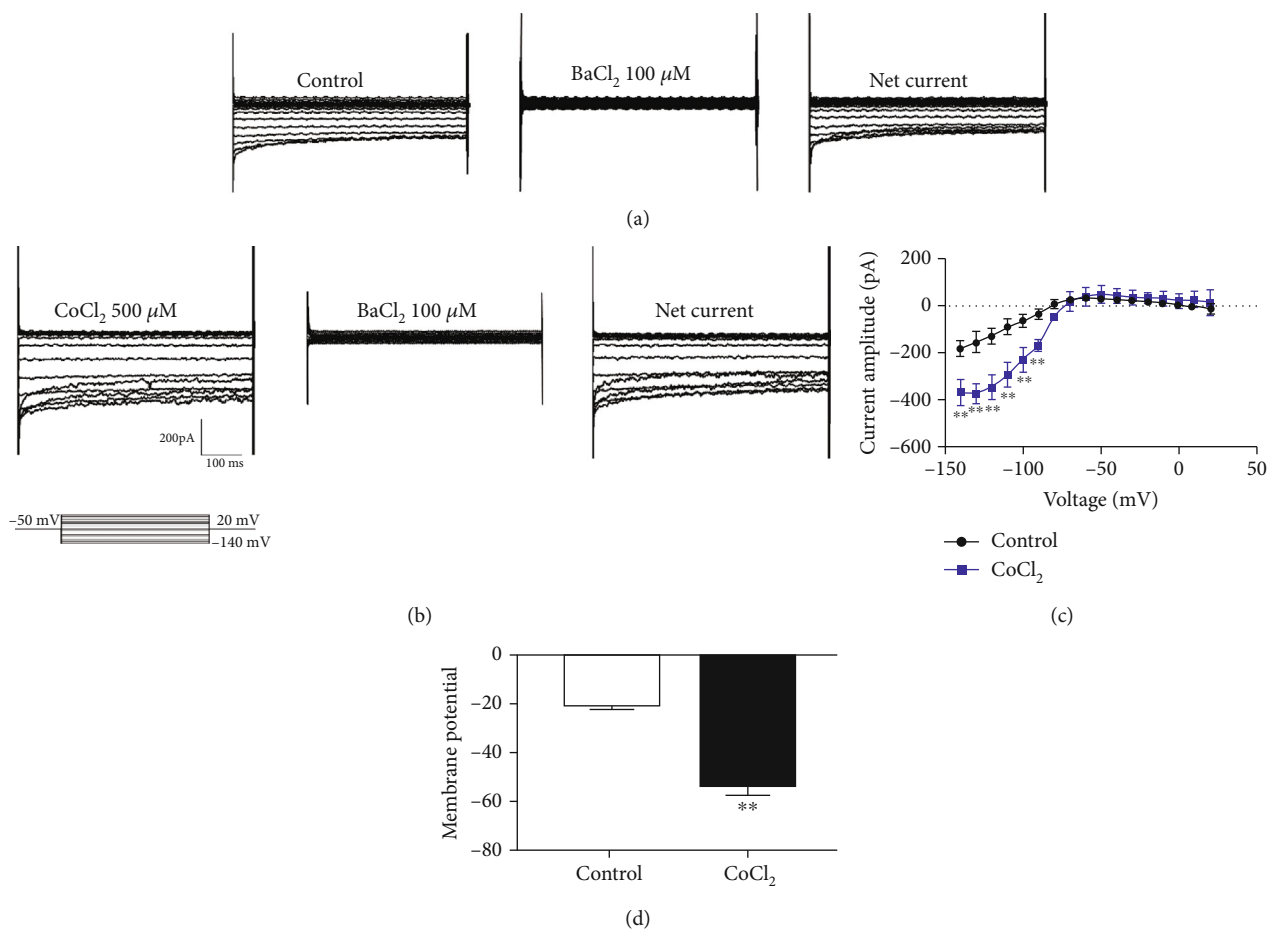 Control
BaCl2 100 μM
Net current
(a)
CoCl2 500 μM
BaCl2 100 μM
Net current
200pA
100 ms
−50 mV
20 mV
−140 mV
(b)
Current amplitude (pA)
200
0
−200
−400
−600
** ** ** ** ** **
−150
−100
−50
0
50
Voltage (mV)
Control
CoCl2
(c)
Membrane potential
0
−20
−40
−60
−80
**
Control
CoCl2
(d)